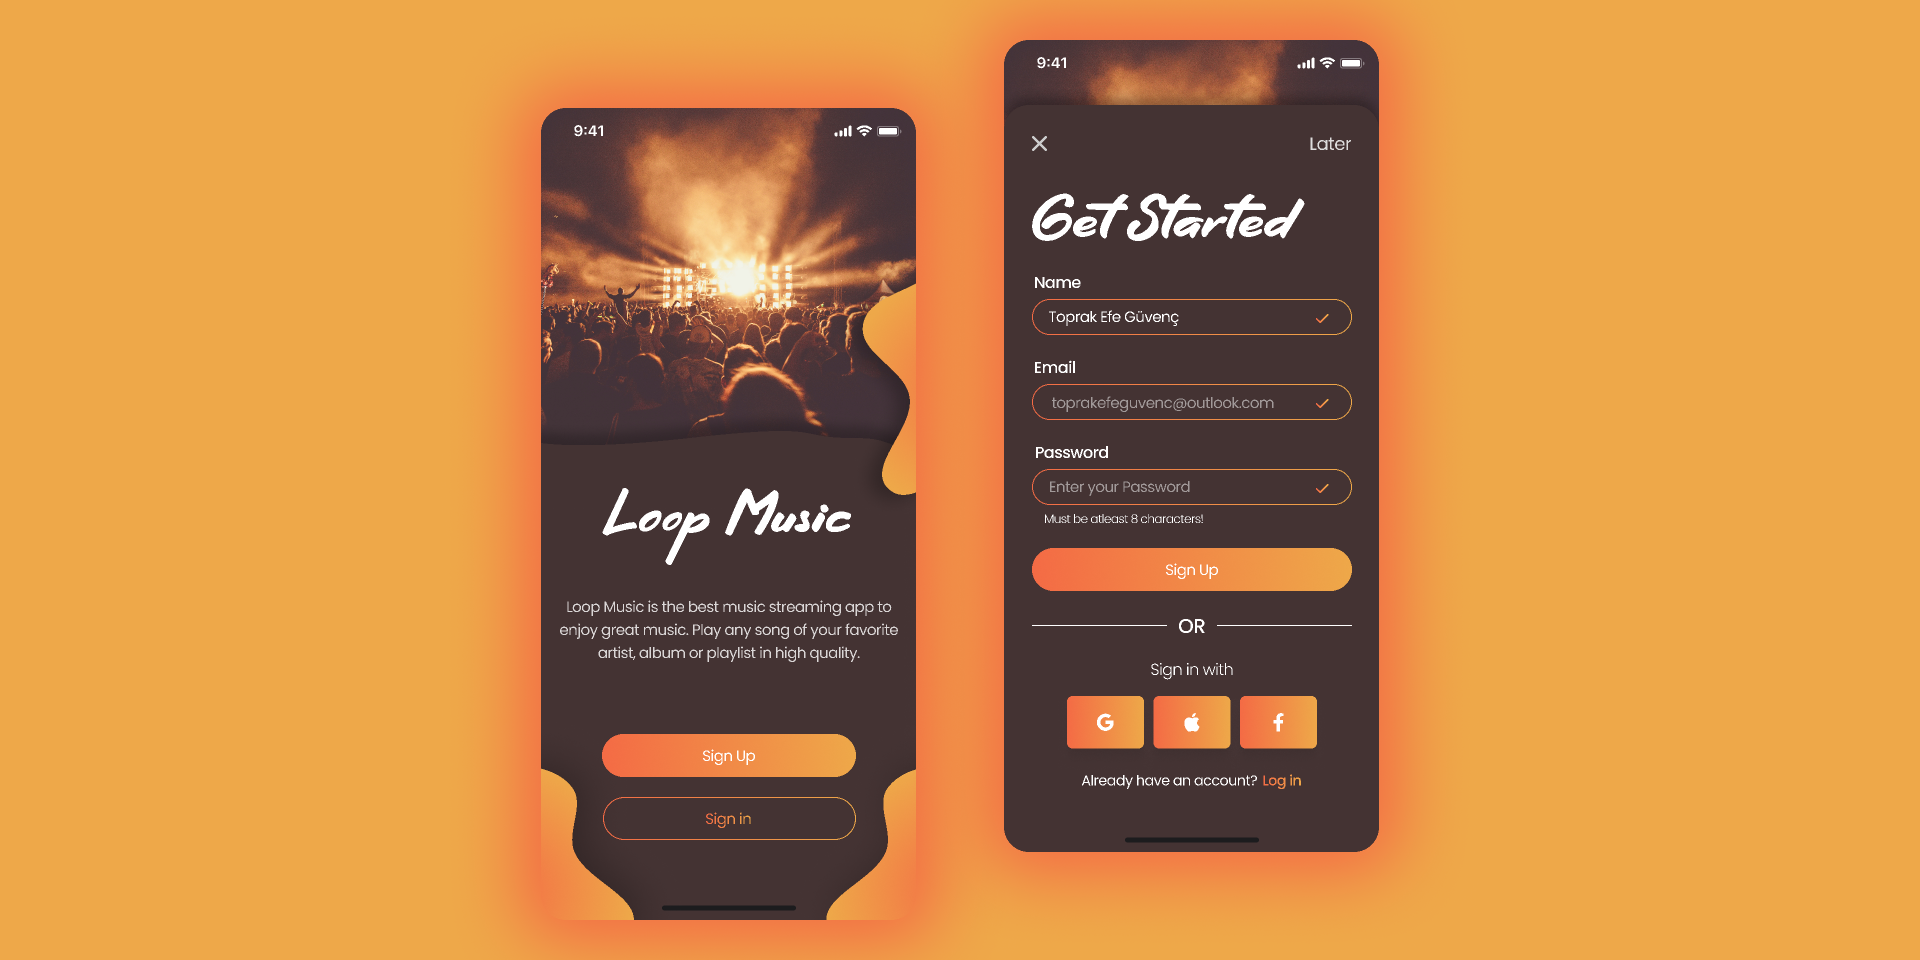 9:41
Loop Music
Loop Music is the best music streaming app to
enjoy great music. Play any song of your favorite
artist, album or playlist in high quality.
Sign Up
Sign in
9:41
Later
Get Started
Name
Toprak Efe Güvenç
Email
toprakefeguvenc@outlook.com
Password
Enter your Password
Must be atleast 8 characters!
Sign Up
OR
Sign in with
Already have an account? Log in